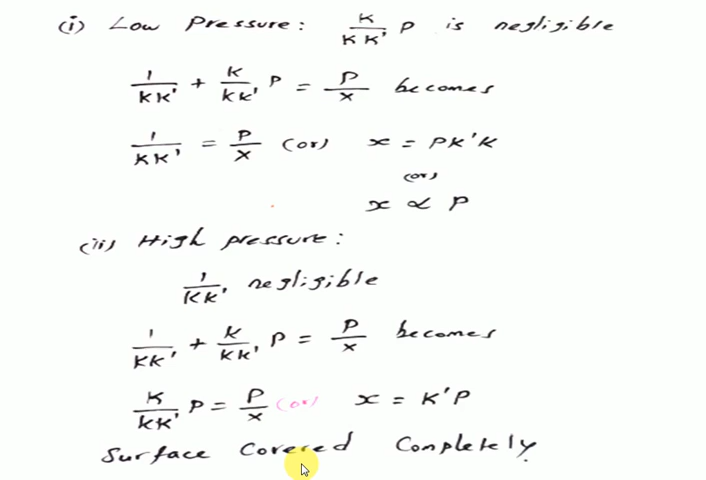 (i) Low Pressure: K/KK' P is negligible
1/KK' + K/KK' P = P/x becomes
1/KK' = P/x (or) x = PK'K
(or)
x ∝ P
(ii) High pressure:
1/KK' negligible
1/KK' + K/KK' P = P/x becomes
K/KK' P = P/x (or) x = K'P
Surface Covered Completely